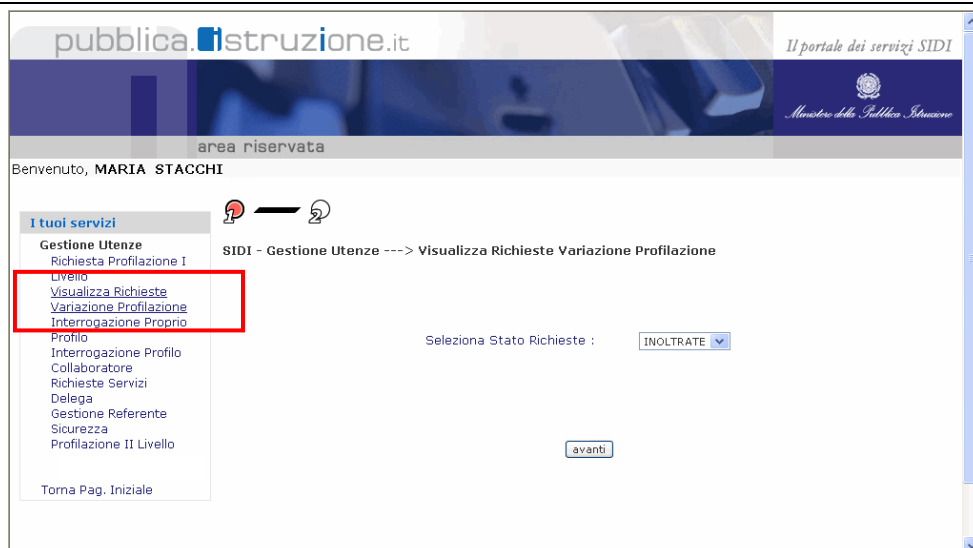 pubblica.istruzione.it
Il portale dei servizi SIDI
Ministero della Pubblica Istruzione
area riservata
Benvenuto, MARIA STACCHI
1 2
I tuoi servizi
Gestione Utenze
Richiesta Profilazione I
Livello
Visualizza Richieste
Variazione Profilazione
Interrogazione Proprio
Profilo
Interrogazione Profilo
Collaboratore
Richieste Servizi
Delega
Gestione Referente
Sicurezza
Profilazione II Livello
Torna Pag. Iniziale
SIDI - Gestione Utenze ---> Visualizza Richieste Variazione Profilazione
Seleziona Stato Richieste : INOLTRATE
avanti